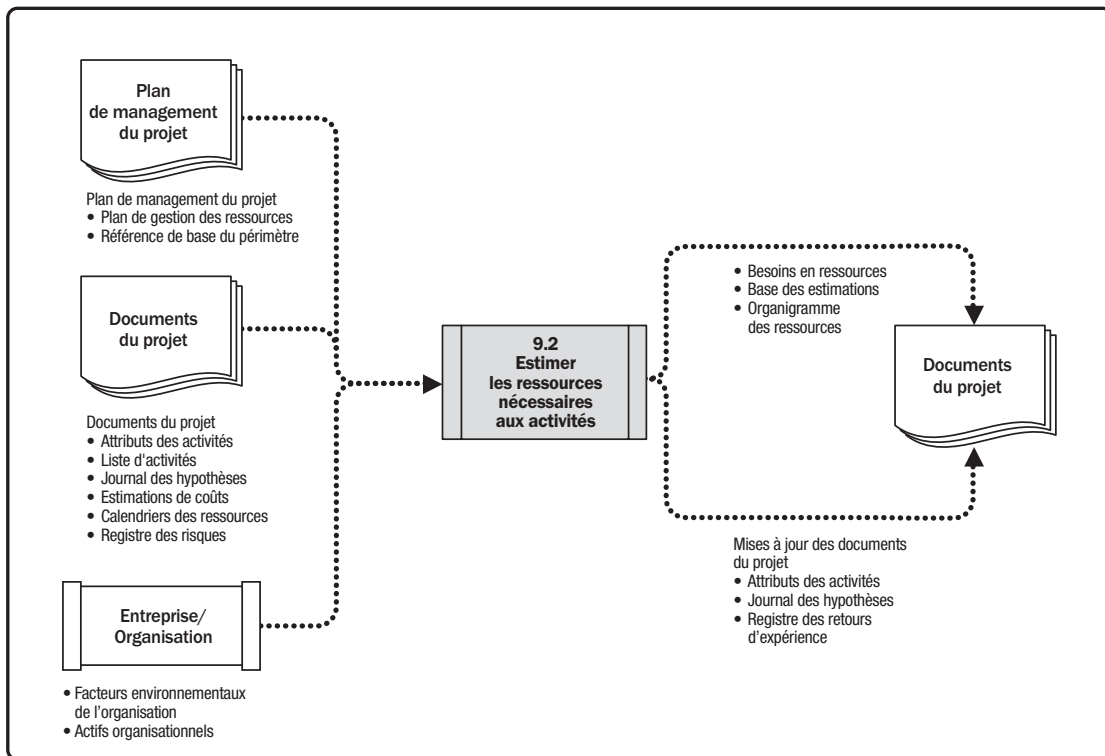 Plan
de management
du projet
Plan de management du projet
• Plan de gestion des ressources
• Référence de base du périmètre
Documents
du projet
Documents du projet
• Attributs des activités
• Liste d'activités
• Journal des hypothèses
• Estimations de coûts
• Calendriers des ressources
• Registre des risques
Entreprise/
Organisation
• Facteurs environnementaux
de l’organisation
• Actifs organisationnels
9.2
Estimer
les ressources
nécessaires
aux activités
• Besoins en ressources
• Base des estimations
• Organigramme
des ressources
Documents
du projet
Mises à jour des documents
du projet
• Attributs des activités
• Journal des hypothèses
• Registre des retours
d’expérience